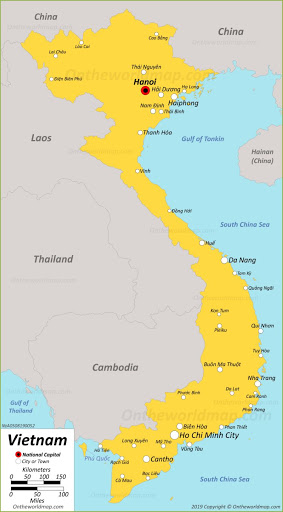 China
China
Cao Bằng
Lào Cai
Lai Châu
Ontheworldmap.com
Điện Biên Phủ
Thái Nguyên
Hanoi
Hạ Long
Hải Dương
Haiphong
Nam Định
Thái Bình
Laos
Thanh Hóa
Gulf of Tonkin
Hainan
(China)
Vinh
Đồng Hới
South China Sea
Huế
Thailand
Da Nang
Tam Kỳ
Quảng Ngãi
Kon Tum
Pleiku
Qui Nhon
Cambodia
Tuy Hòa
Buôn Ma Thuột
Nha Trang
Da Lat
Cam Ranh
Phan Rang
Gulf of
Thailand
Ontheworldmap.com
Biên Hòa
Phan Thiết
Ho Chi Minh City
Vietnam
National Capital
City or Town
Kilometers
0 50 100 150
0 50 100
Miles
Ontheworldmap.com
Hà Tiên
Long Xuyên
Mỹ Tho
Vũng Tàu
Phú Quốc
Rạch Giá
Cantho
Bạc Liêu
Cà Mau
South China Sea
2019 Copyright © Ontheworldmap.com